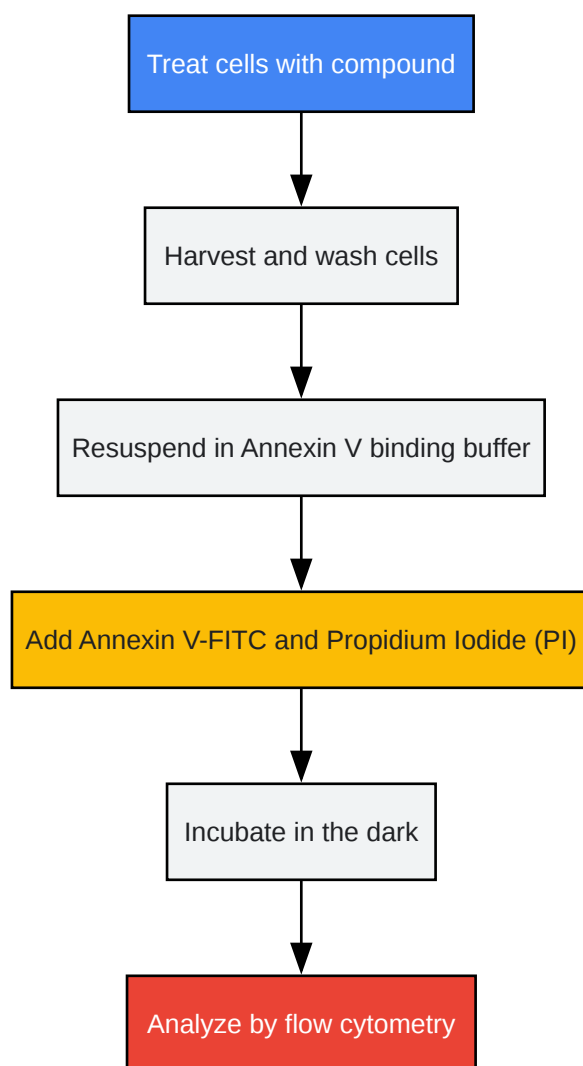 Treat cells with compound
Harvest and wash cells
Resuspend in Annexin V binding buffer
Add Annexin V-FITC and Propidium Iodide (PI)
Incubate in the dark
Analyze by flow cytometry